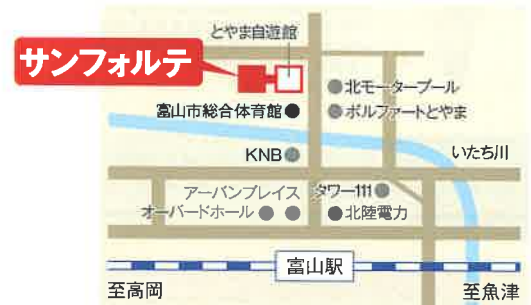 とやま自遊館
サンフォルテ
北モータープール
富山市総合体育館
ボルファートとやま
KNB
いたち川
アーバンプレイス
タワー111
オーバードホール
北陸電力
富山駅
至高岡
至魚津